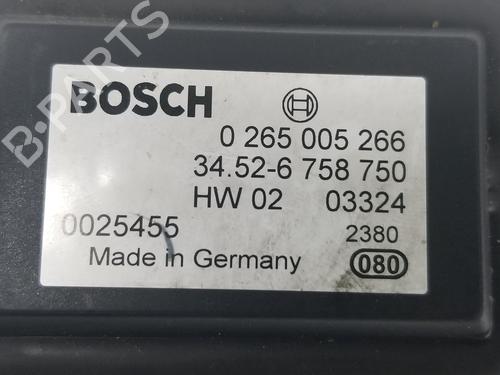 B-PARTS
BOSCH
0 265 005 266
34.52-6 758 750
HW 02 03324
0025455 2380
Made in Germany 080
B-PARTS